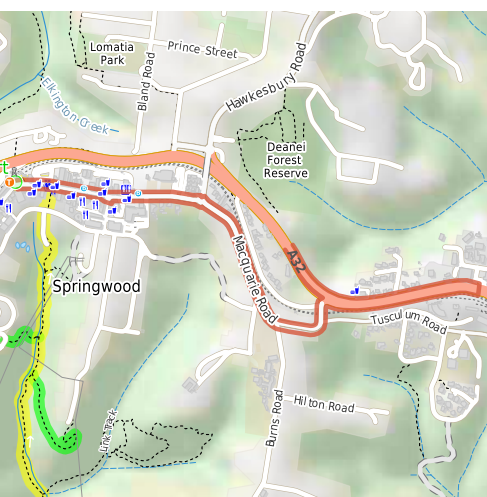 Lomatia
Park
Prince Street
Bland Road
Hawkesbury Road
Elkington Creek
Deanei
Forest
Reserve
t
T
A32
Macquarie Road
Springwood
Tusculum Road
Hilton Road
Burns Road
Link Track